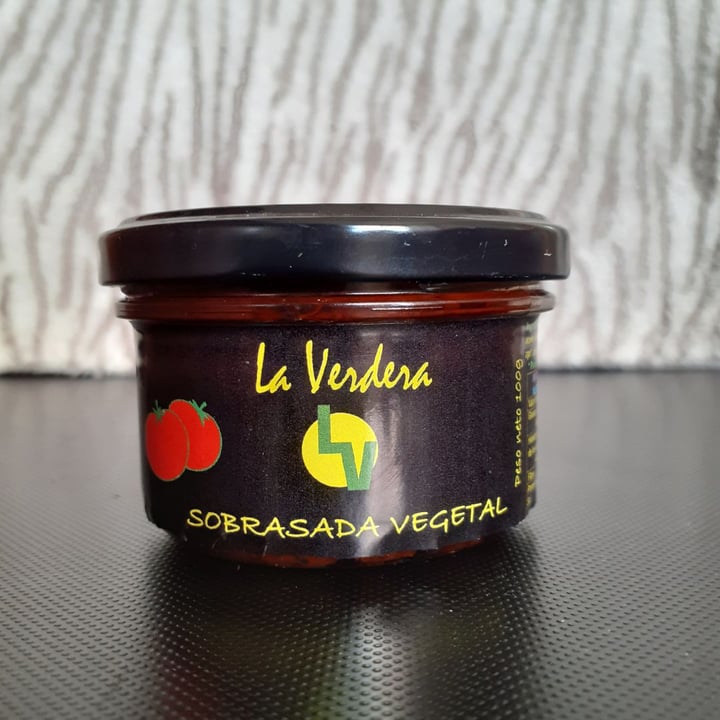 La Verdera
LV
SOBRASADA VEGETAL
Peso neto 100g